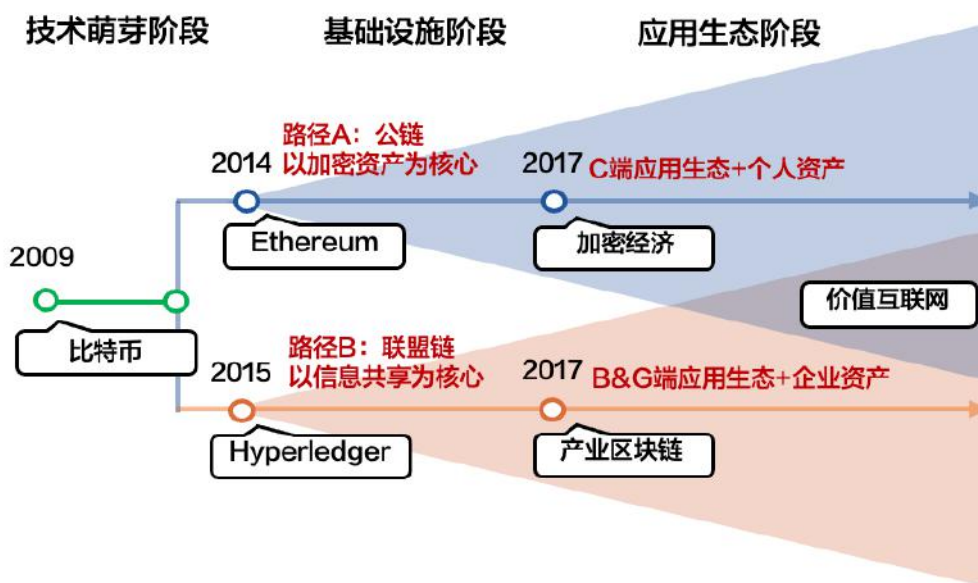 技术萌芽阶段
基础设施阶段
应用生态阶段
路径A：公链
2014 以加密资产为核心
2017 C端应用生态+个人资产
Ethereum
加密经济
2009
比特币
价值互联网
路径B：联盟链
2015 以信息共享为核心
2017 B&G端应用生态+企业资产
Hyperledger
产业区块链